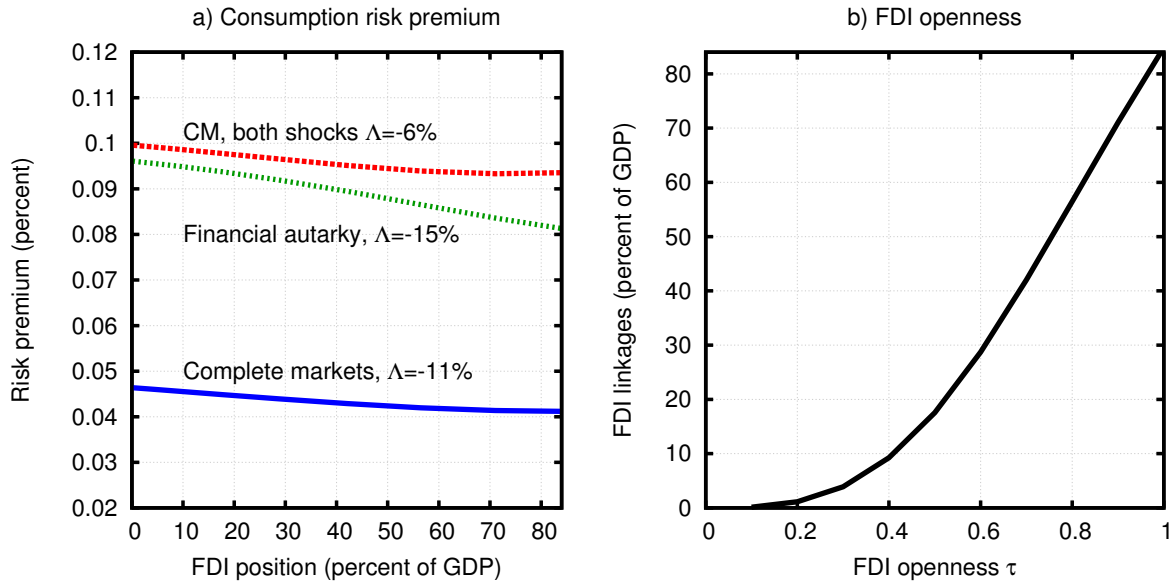 a) Consumption risk premium
0.12
0.11
0.1
0.09
0.08
0.07
0.06
0.05
0.04
0.03
0.02
Risk premium (percent)
CM, both shocks Λ=-6%
Financial autarky, Λ=-15%
Complete markets, Λ=-11%
0 10 20 30 40 50 60 70 80
FDI position (percent of GDP)
b) FDI openness
80
70
60
50
40
30
20
10
0
FDI linkages (percent of GDP)
0 0.2 0.4 0.6 0.8 1
FDI openness τ